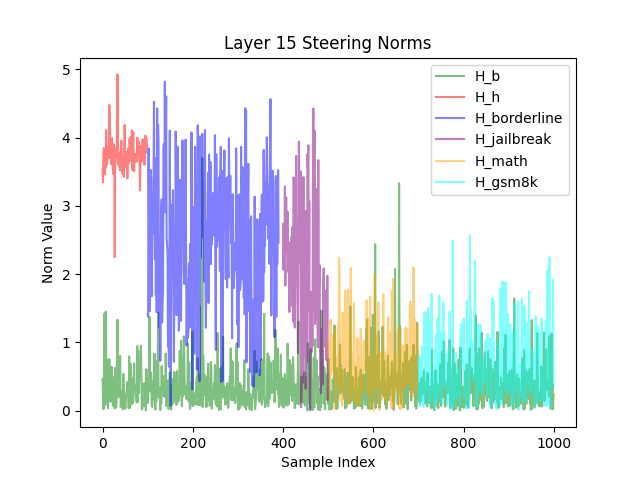 Layer 15 Steering Norms
Norm Value
5
4
3
2
1
0
H_b
H_h
H_borderline
H_jailbreak
H_math
H_gsm8k
0 200 400 600 800 1000
Sample Index